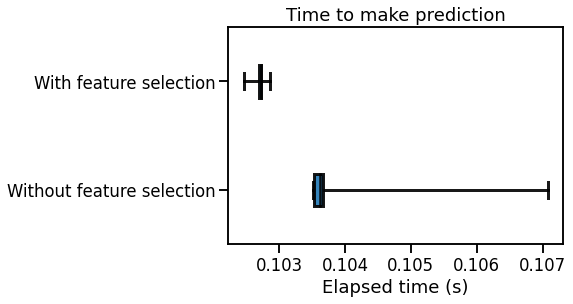 Time to make prediction
With feature selection
Without feature selection
0.103 0.104 0.105 0.106 0.107
Elapsed time (s)